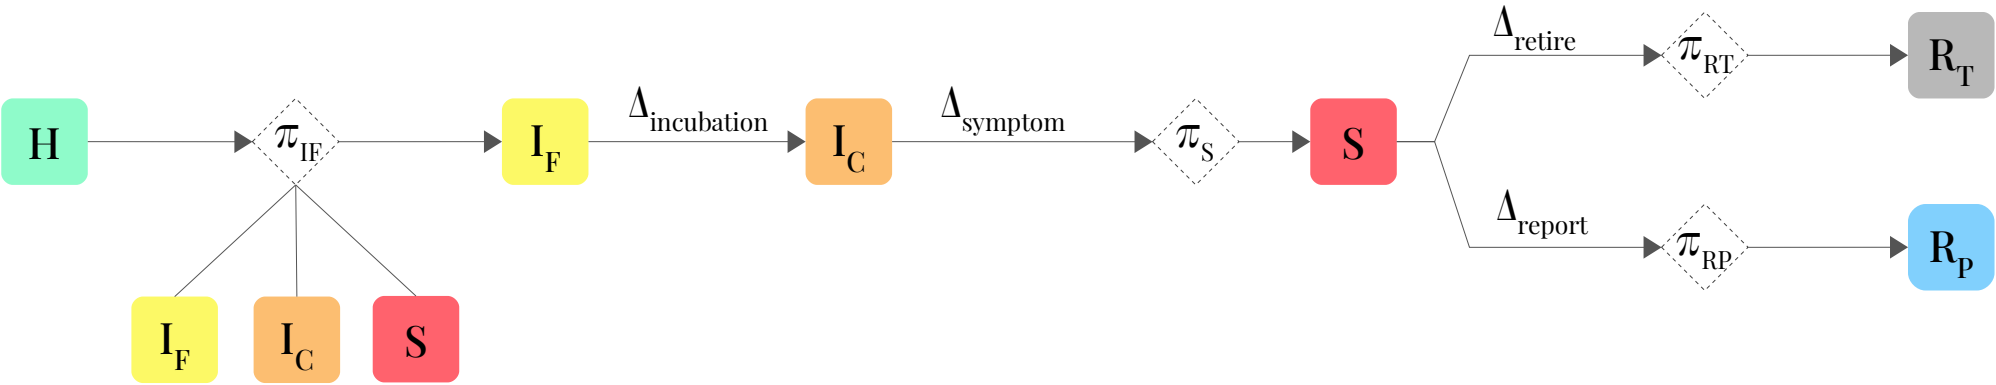 H
π_IF
I_F
Δ_incubation
I_C
Δ_symptom
π_S
S
Δ_retire
π_RT
R_T
Δ_report
π_RP
R_P
I_F
I_C
S